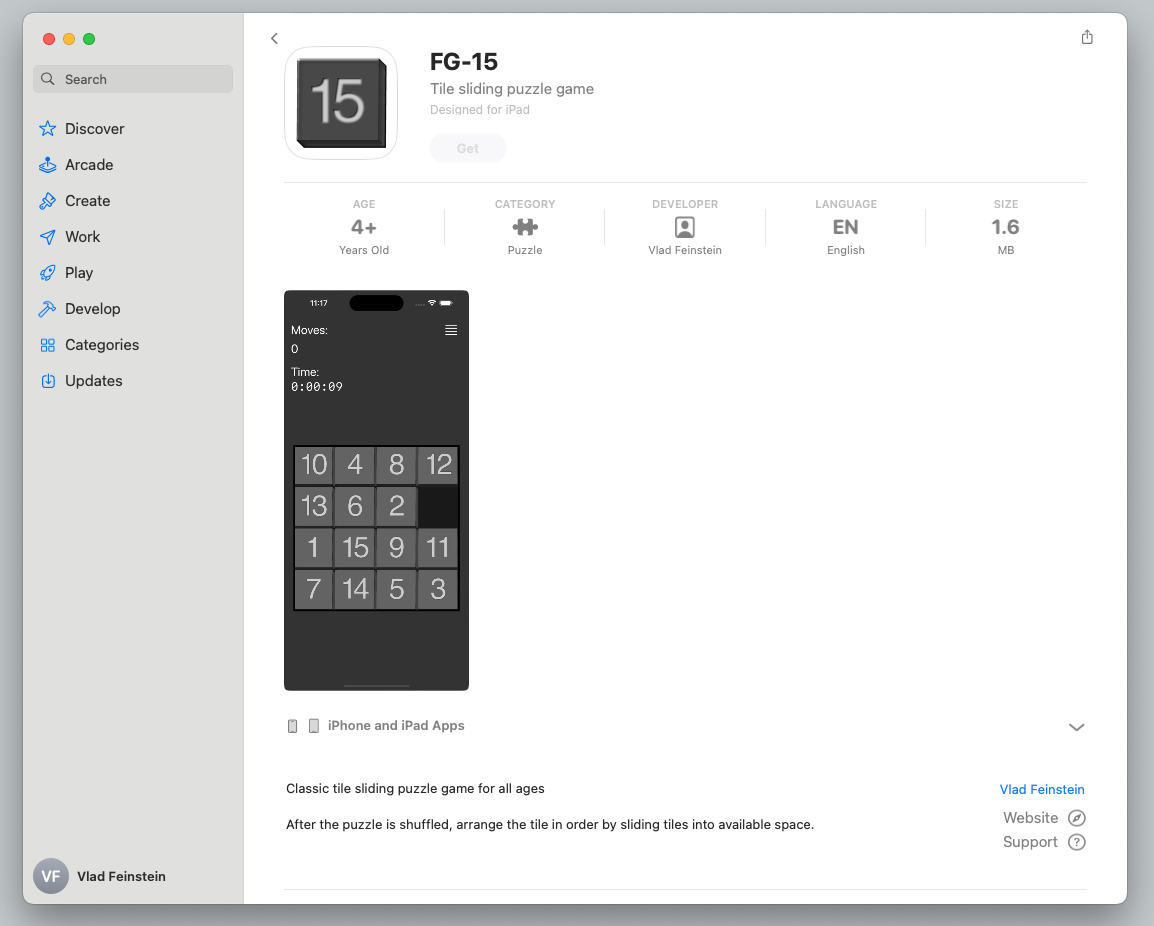 Search
Discover
Arcade
Create
Work
Play
Develop
Categories
Updates
VF Vlad Feinstein
15
FG-15
Tile sliding puzzle game
Designed for iPad
Get
AGE
4+
Years Old
CATEGORY
Puzzle
DEVELOPER
Vlad Feinstein
LANGUAGE
EN
English
SIZE
1.6
MB
11:17
Moves:
0
Time:
0:00:09
10 4 8 12
13 6 2
1 15 9 11
7 14 5 3
iPhone and iPad Apps
Classic tile sliding puzzle game for all ages
After the puzzle is shuffled, arrange the tile in order by sliding tiles into available space.
Vlad Feinstein
Website
Support ?